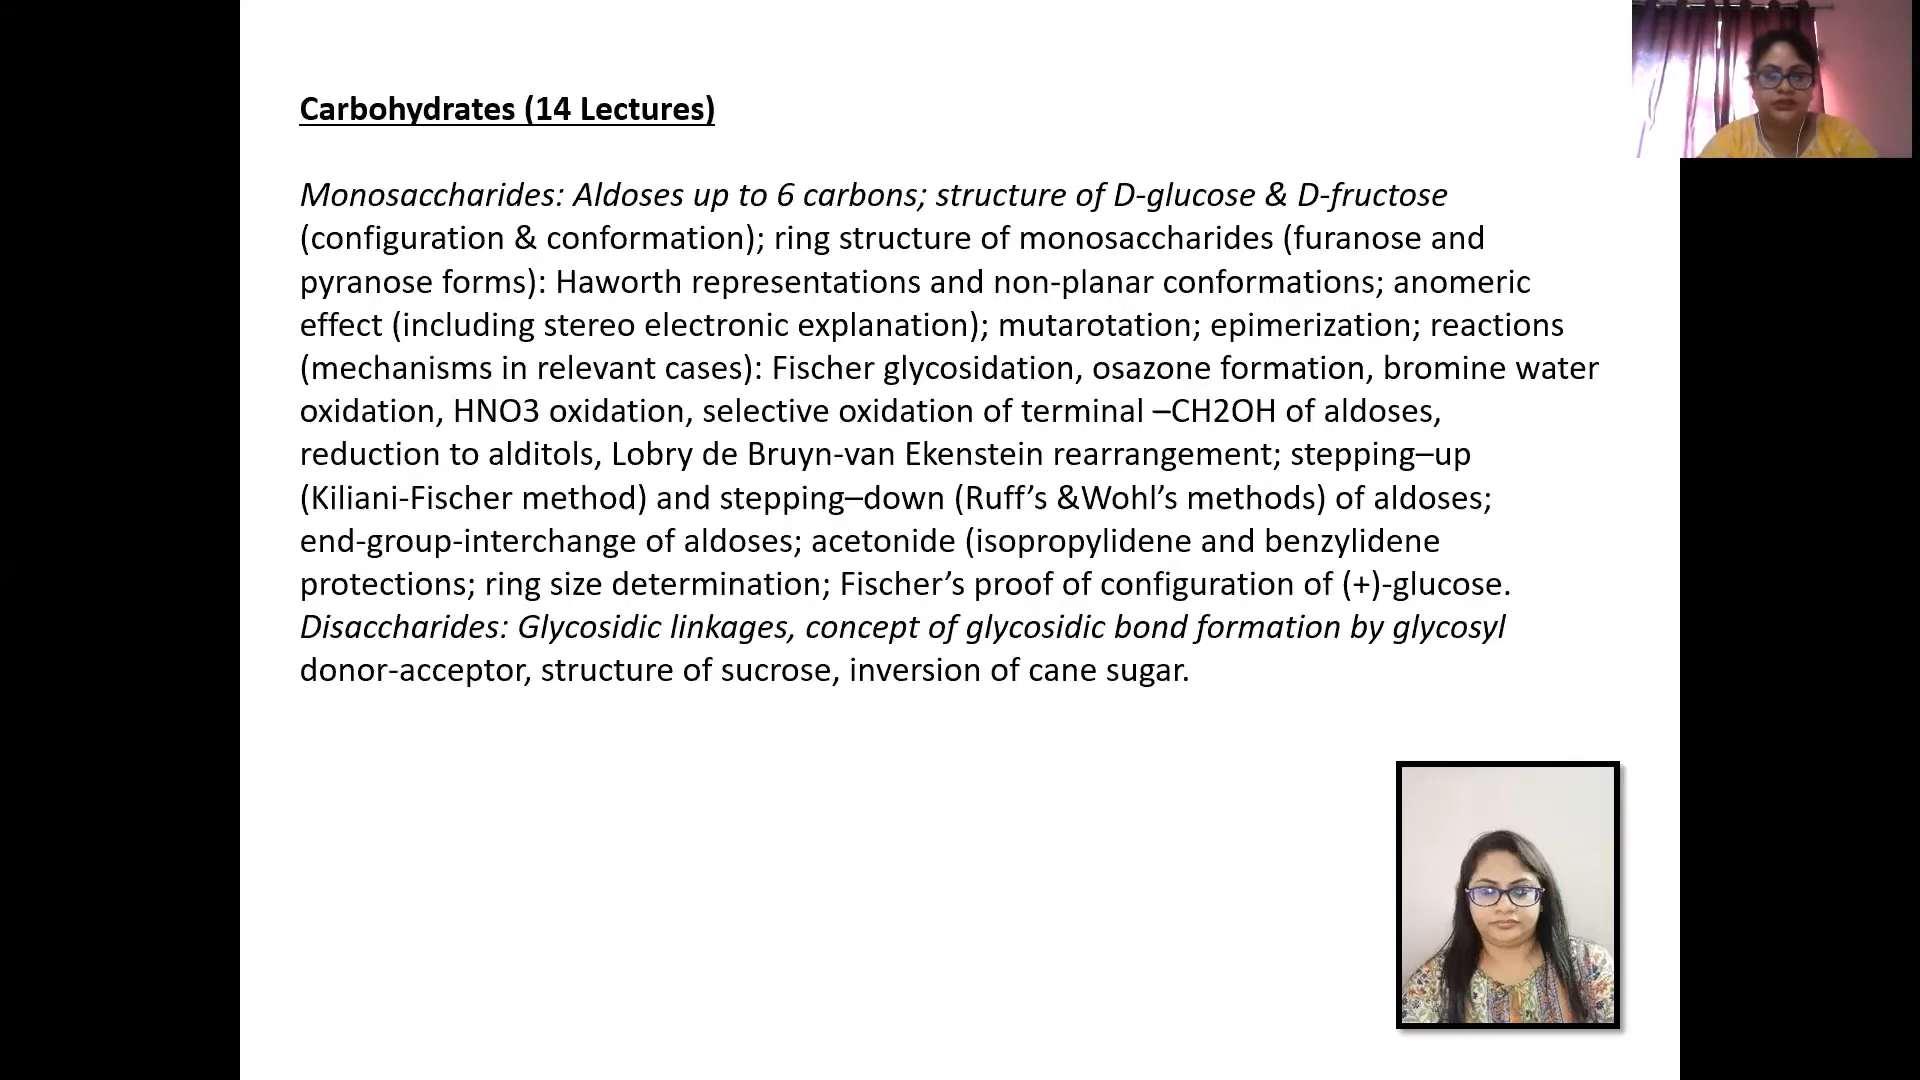 Carbohydrates (14 Lectures)
Monosaccharides: Aldoses up to 6 carbons; structure of D-glucose & D-fructose
(configuration & conformation); ring structure of monosaccharides (furanose and
pyranose forms): Haworth representations and non-planar conformations; anomeric
effect (including stereo electronic explanation); mutarotation; epimerization; reactions
(mechanisms in relevant cases): Fischer glycosidation, osazone formation, bromine water
oxidation, HNO3 oxidation, selective oxidation of terminal –CH2OH of aldoses,
reduction to alditols, Lobry de Bruyn-van Ekenstein rearrangement; stepping–up
(Kiliani-Fischer method) and stepping–down (Ruff’s &Wohl’s methods) of aldoses;
end-group-interchange of aldoses; acetonide (isopropylidene and benzylidene
protections; ring size determination; Fischer’s proof of configuration of (+)-glucose.
Disaccharides: Glycosidic linkages, concept of glycosidic bond formation by glycosyl
donor-acceptor, structure of sucrose, inversion of cane sugar.